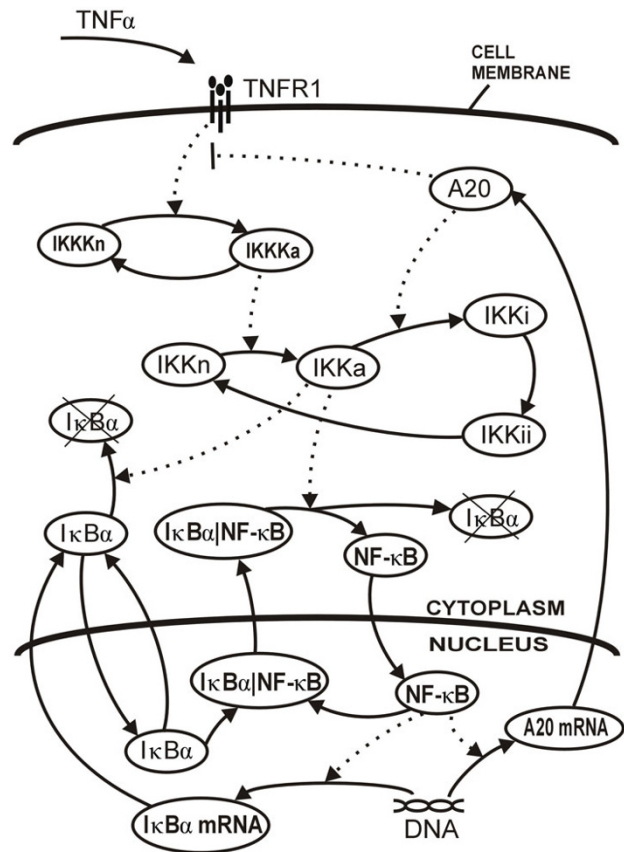 TNFα
TNFR1
CELL
MEMBRANE
A20
IKKKn
IKKKa
IKKi
IKKn
IKKa
IKKii
IκBα
IκBα
IκBα|NF-κB
IκBα
NF-κB
CYTOPLASM
NUCLEUS
IκBα|NF-κB
NF-κB
A20 mRNA
IκBα
IκBα mRNA
DNA